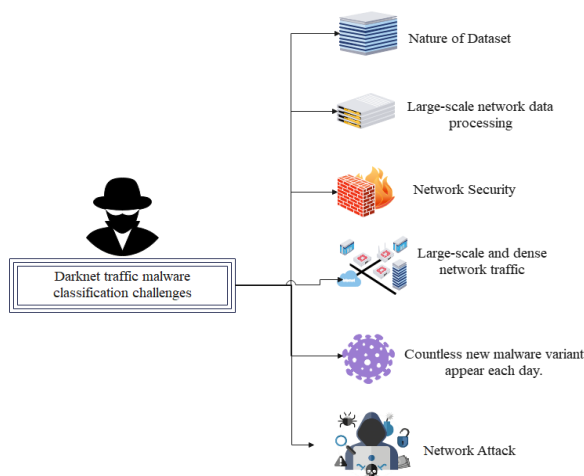 Nature of Dataset
Large-scale network data
processing
Network Security
Darknet traffic malware
classification challenges
Large-scale and dense
network traffic
Countless new malware variant
appear each day.
Network Attack